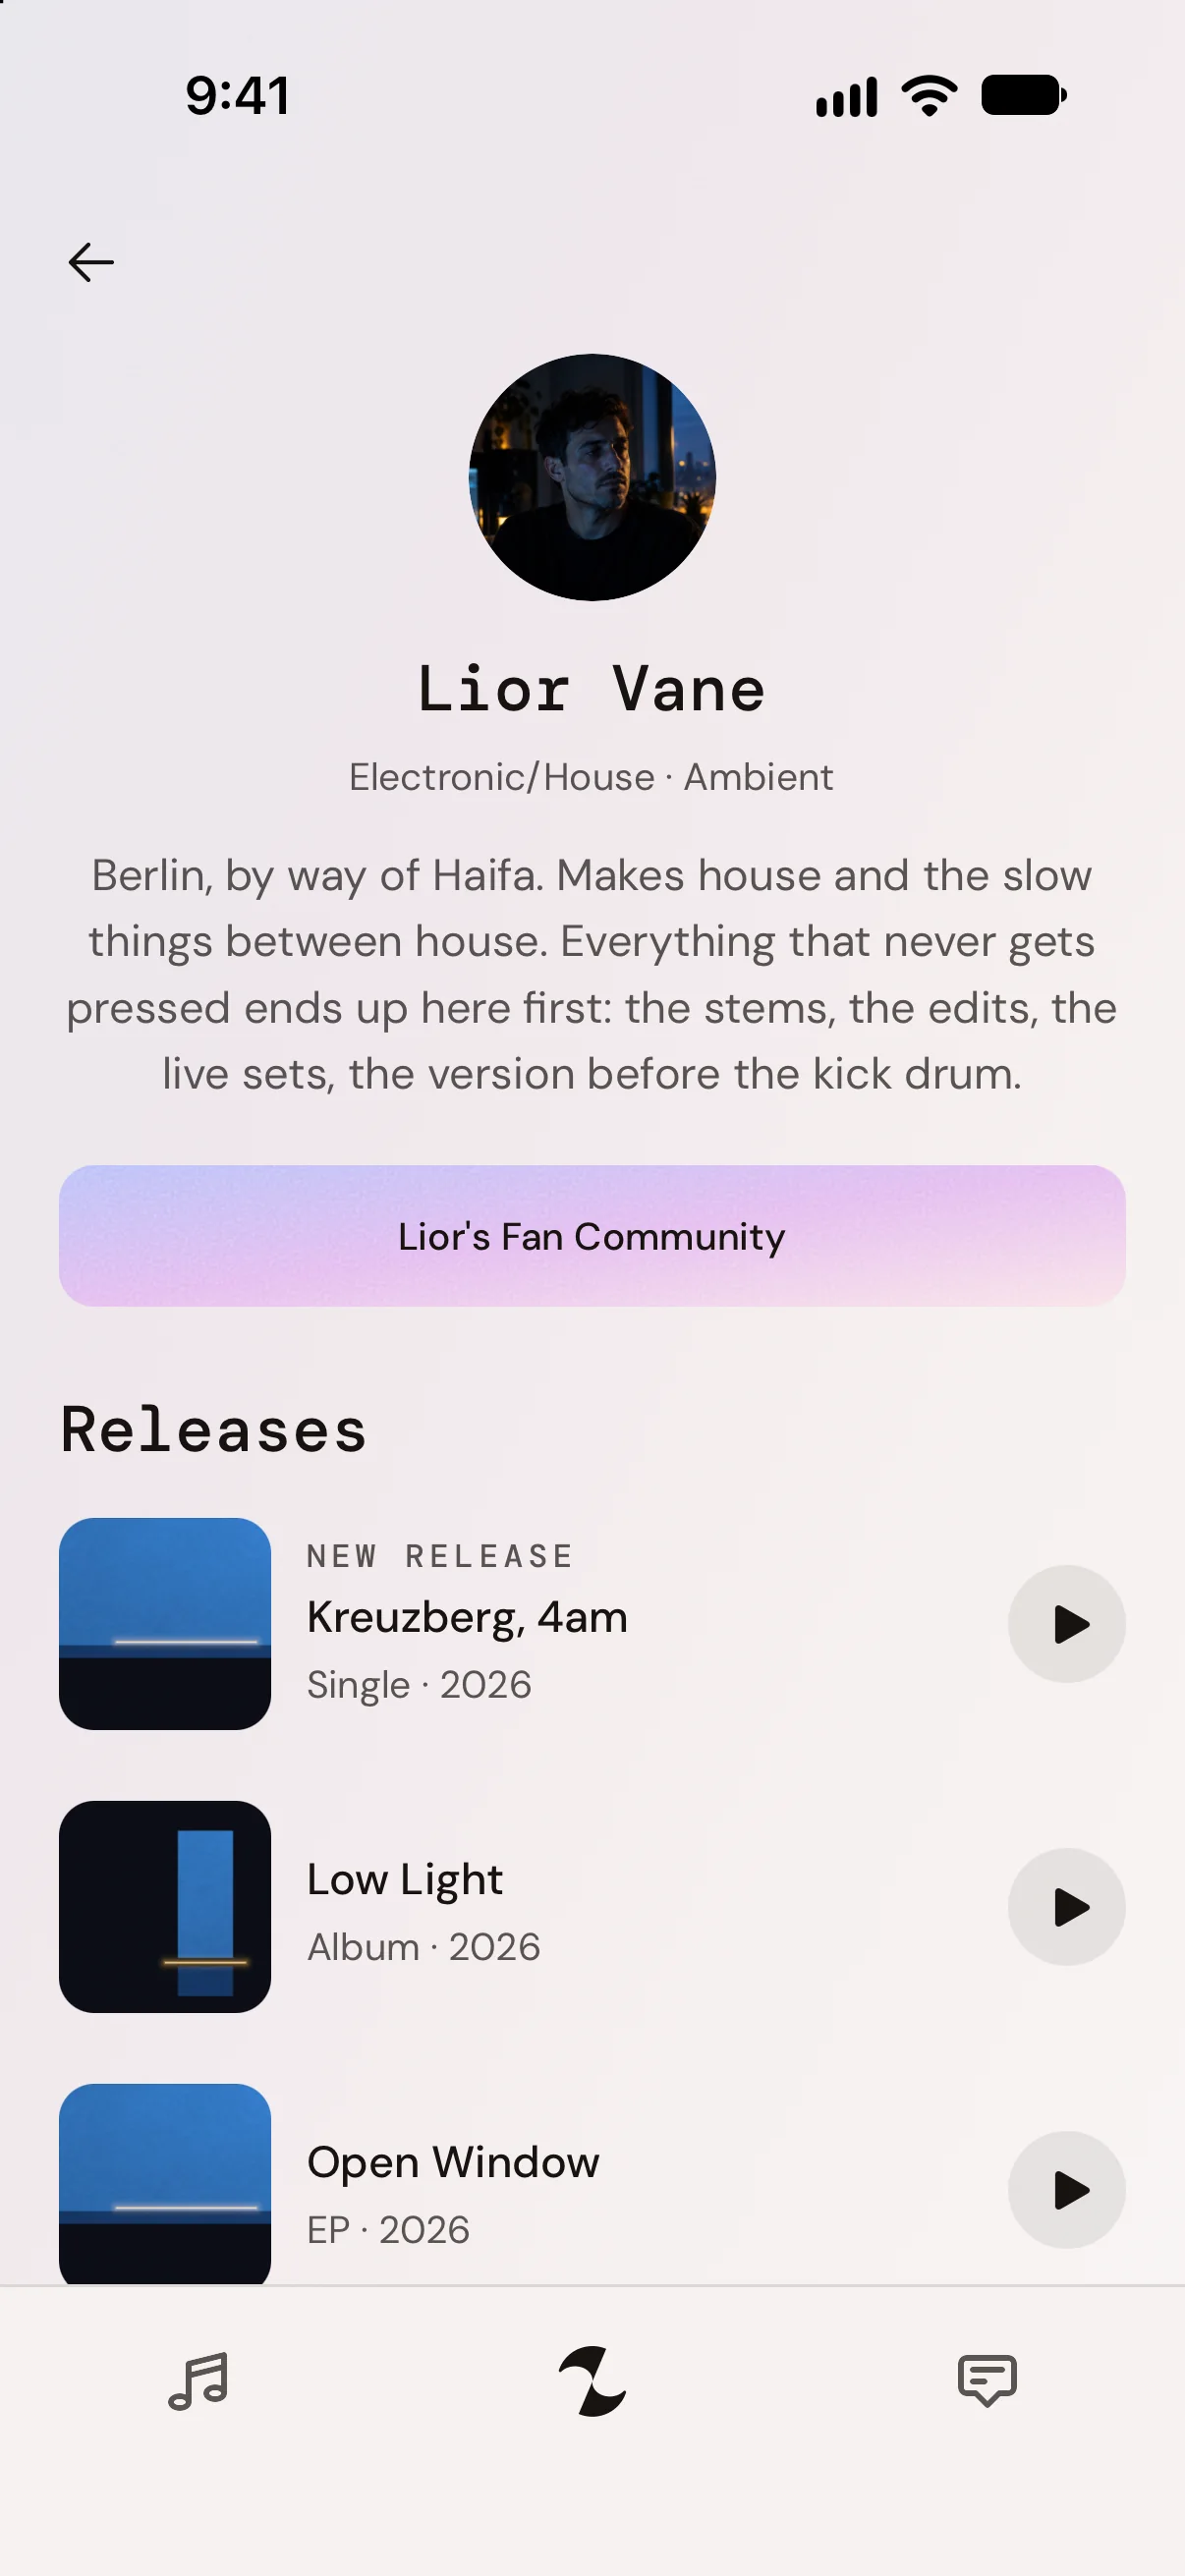 9:41
Lior Vane
Electronic/House · Ambient
Berlin, by way of Haifa. Makes house and the slow
things between house. Everything that never gets
pressed ends up here first: the stems, the edits, the
live sets, the version before the kick drum.
Lior's Fan Community
Releases
NEW RELEASE
Kreuzberg, 4am
Single · 2026
Low Light
Album · 2026
Open Window
EP · 2026